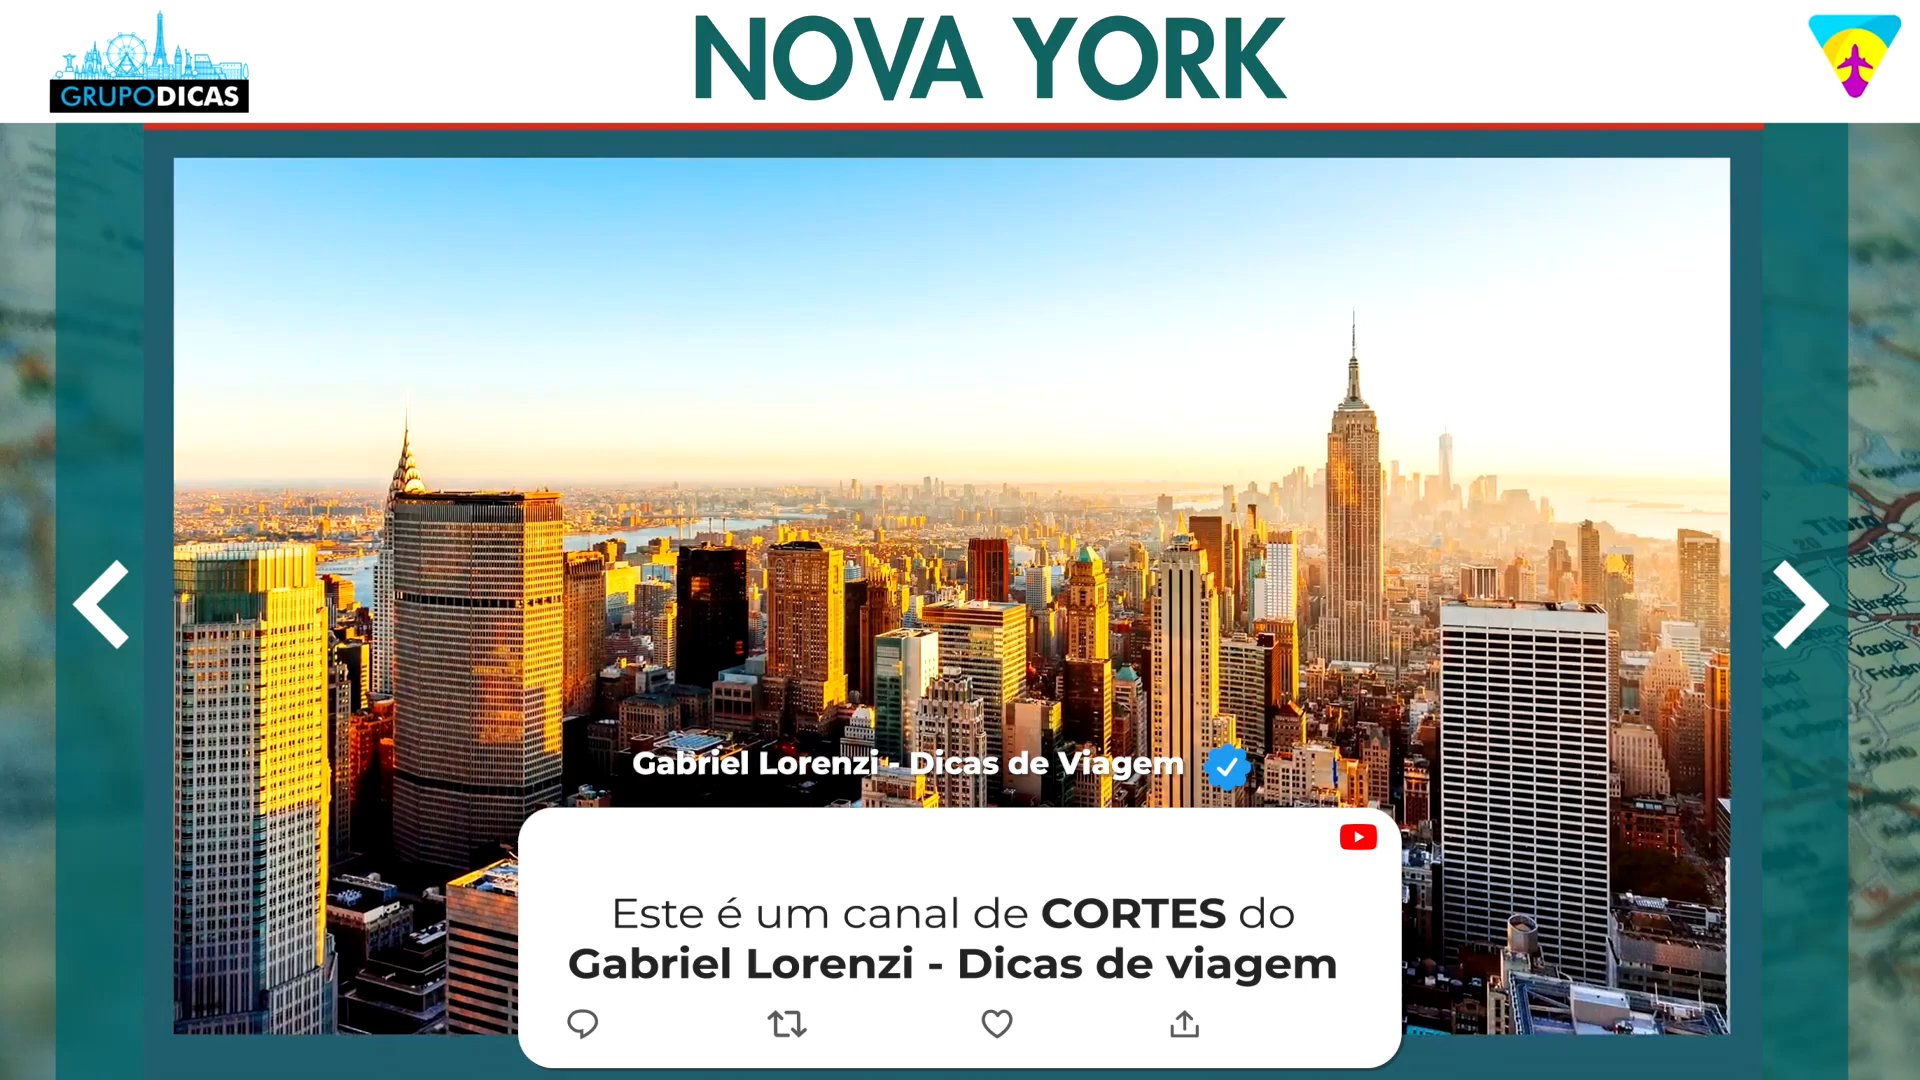 GRUPODICAS
NOVA YORK
Gabriel Lorenzi - Dicas de Viagem
Este é um canal de CORTES do
Gabriel Lorenzi - Dicas de viagem
Varola